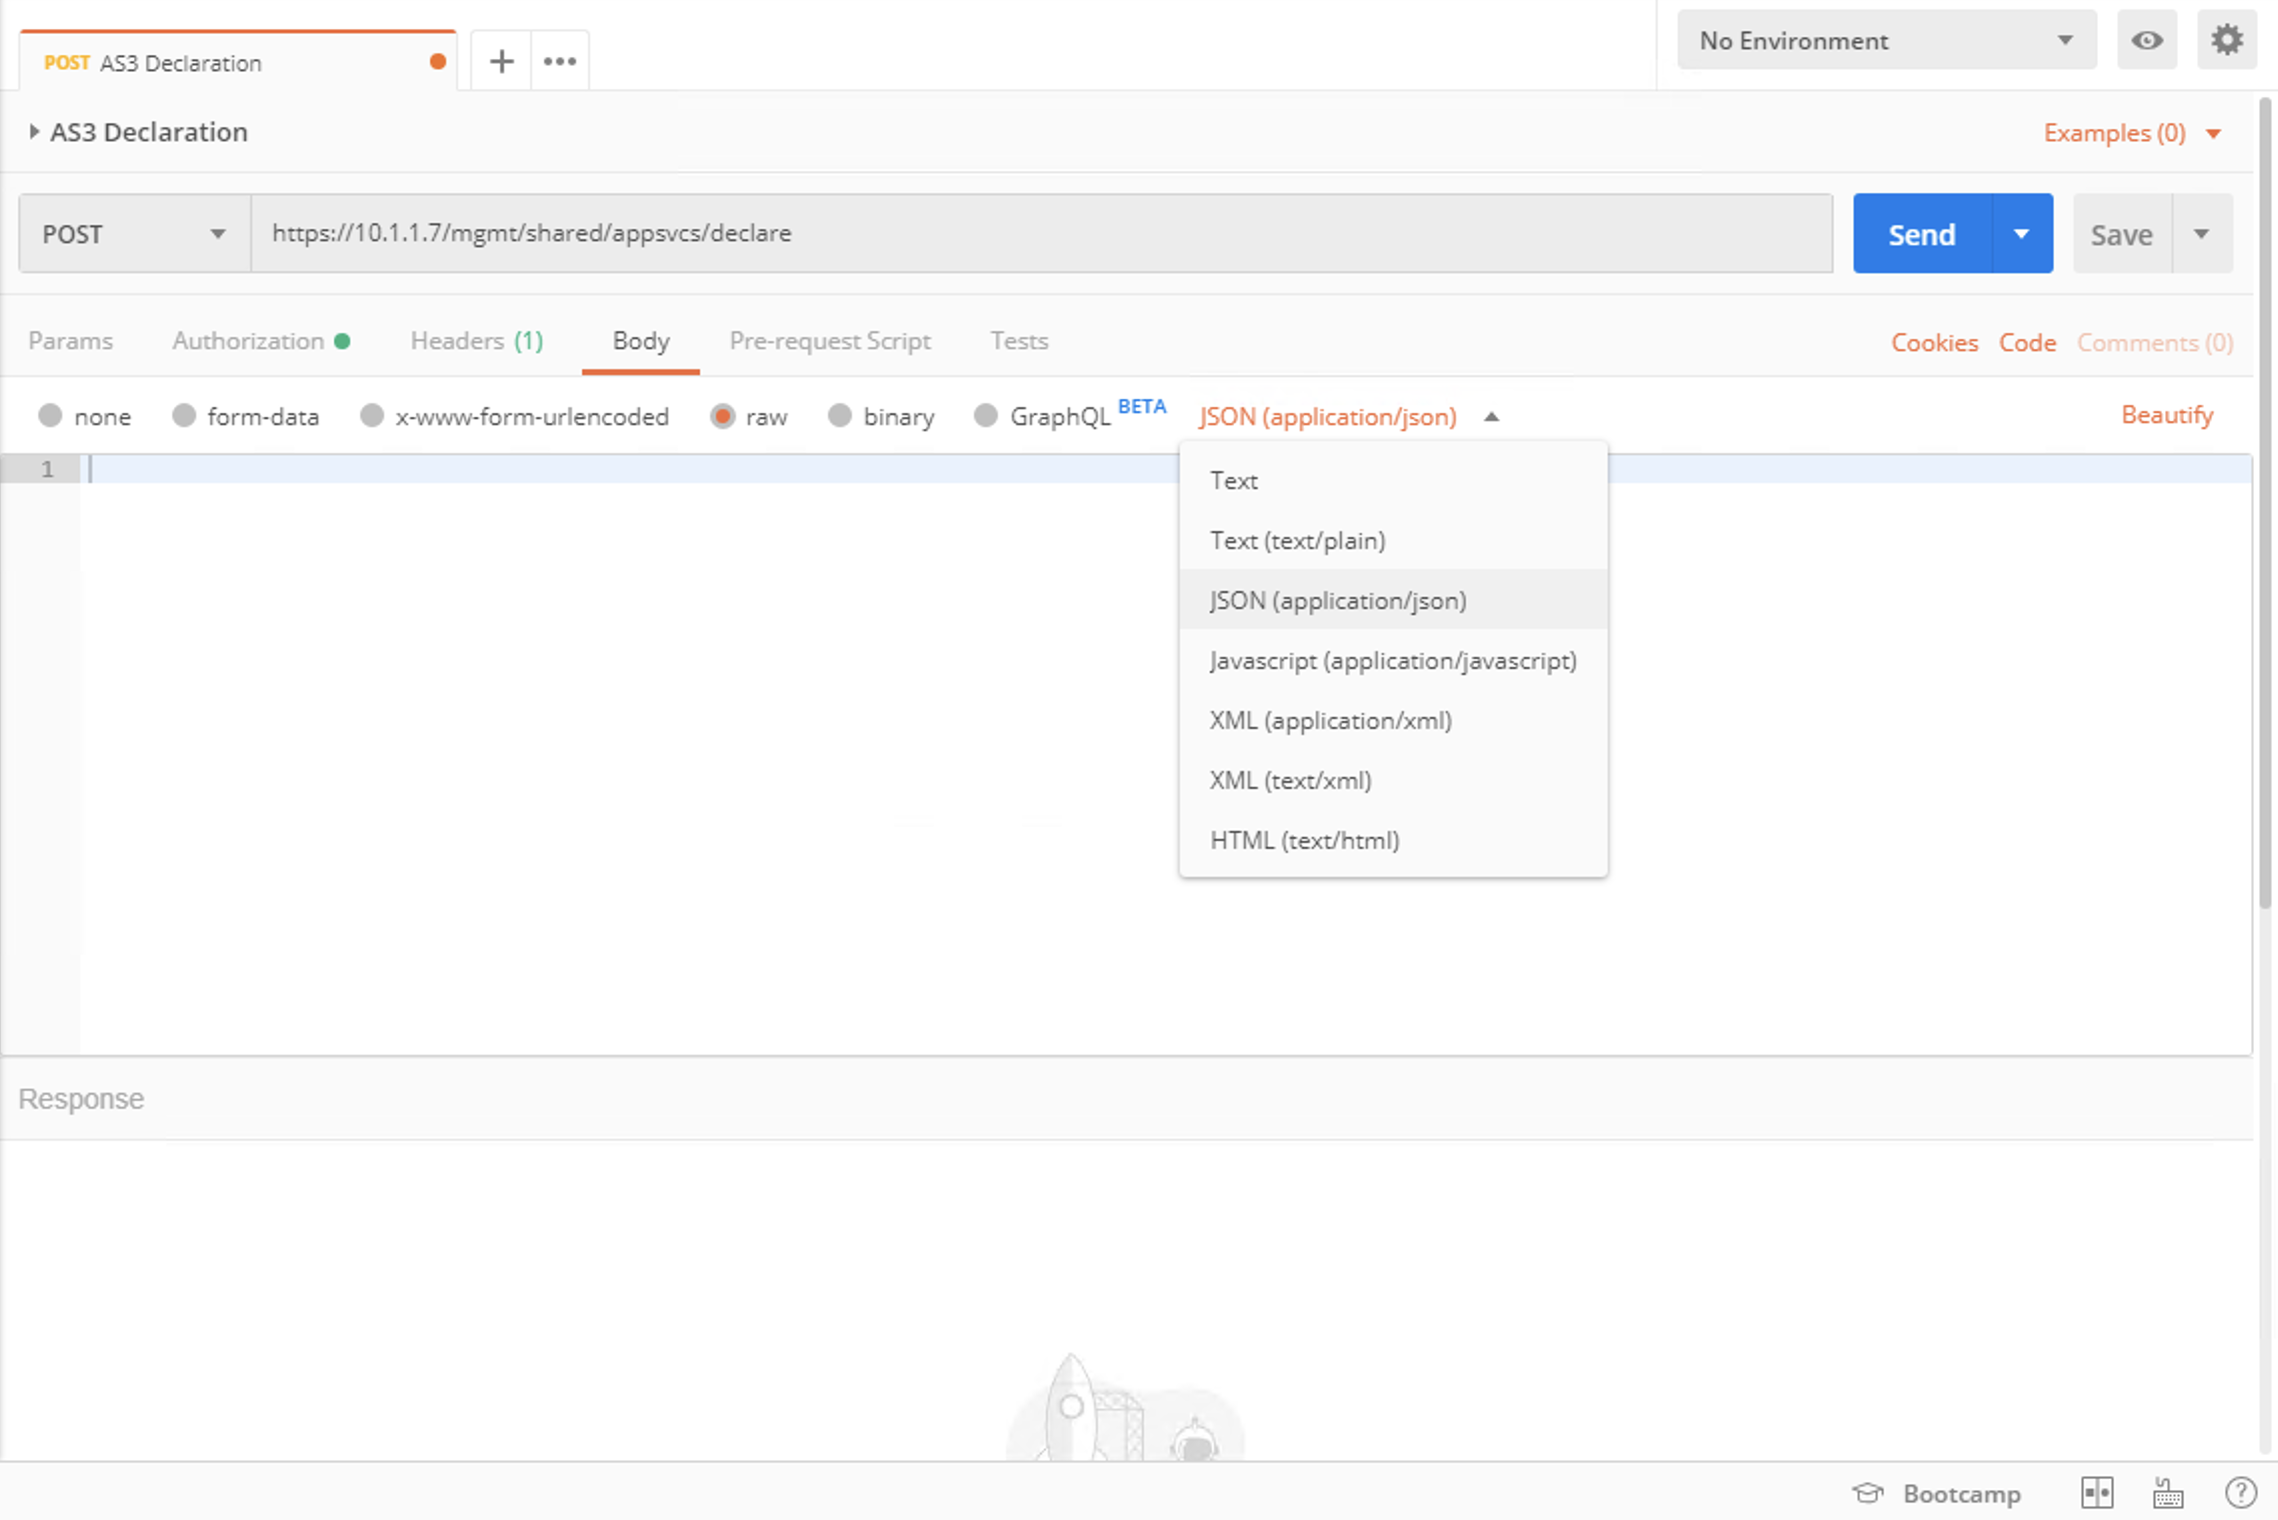 POST AS3 Declaration
No Environment
AS3 Declaration
Examples (0)
POST
https://10.1.1.7/mgmt/shared/appsvcs/declare
Send
Save
Params Authorization Headers (1) Body Pre-request Script Tests
Cookies Code Comments (0)
none form-data x-www-form-urlencoded raw binary GraphQL BETA JSON (application/json)
Beautify
1
Text
Text (text/plain)
JSON (application/json)
Javascript (application/javascript)
XML (application/xml)
XML (text/xml)
HTML (text/html)
Response
Bootcamp